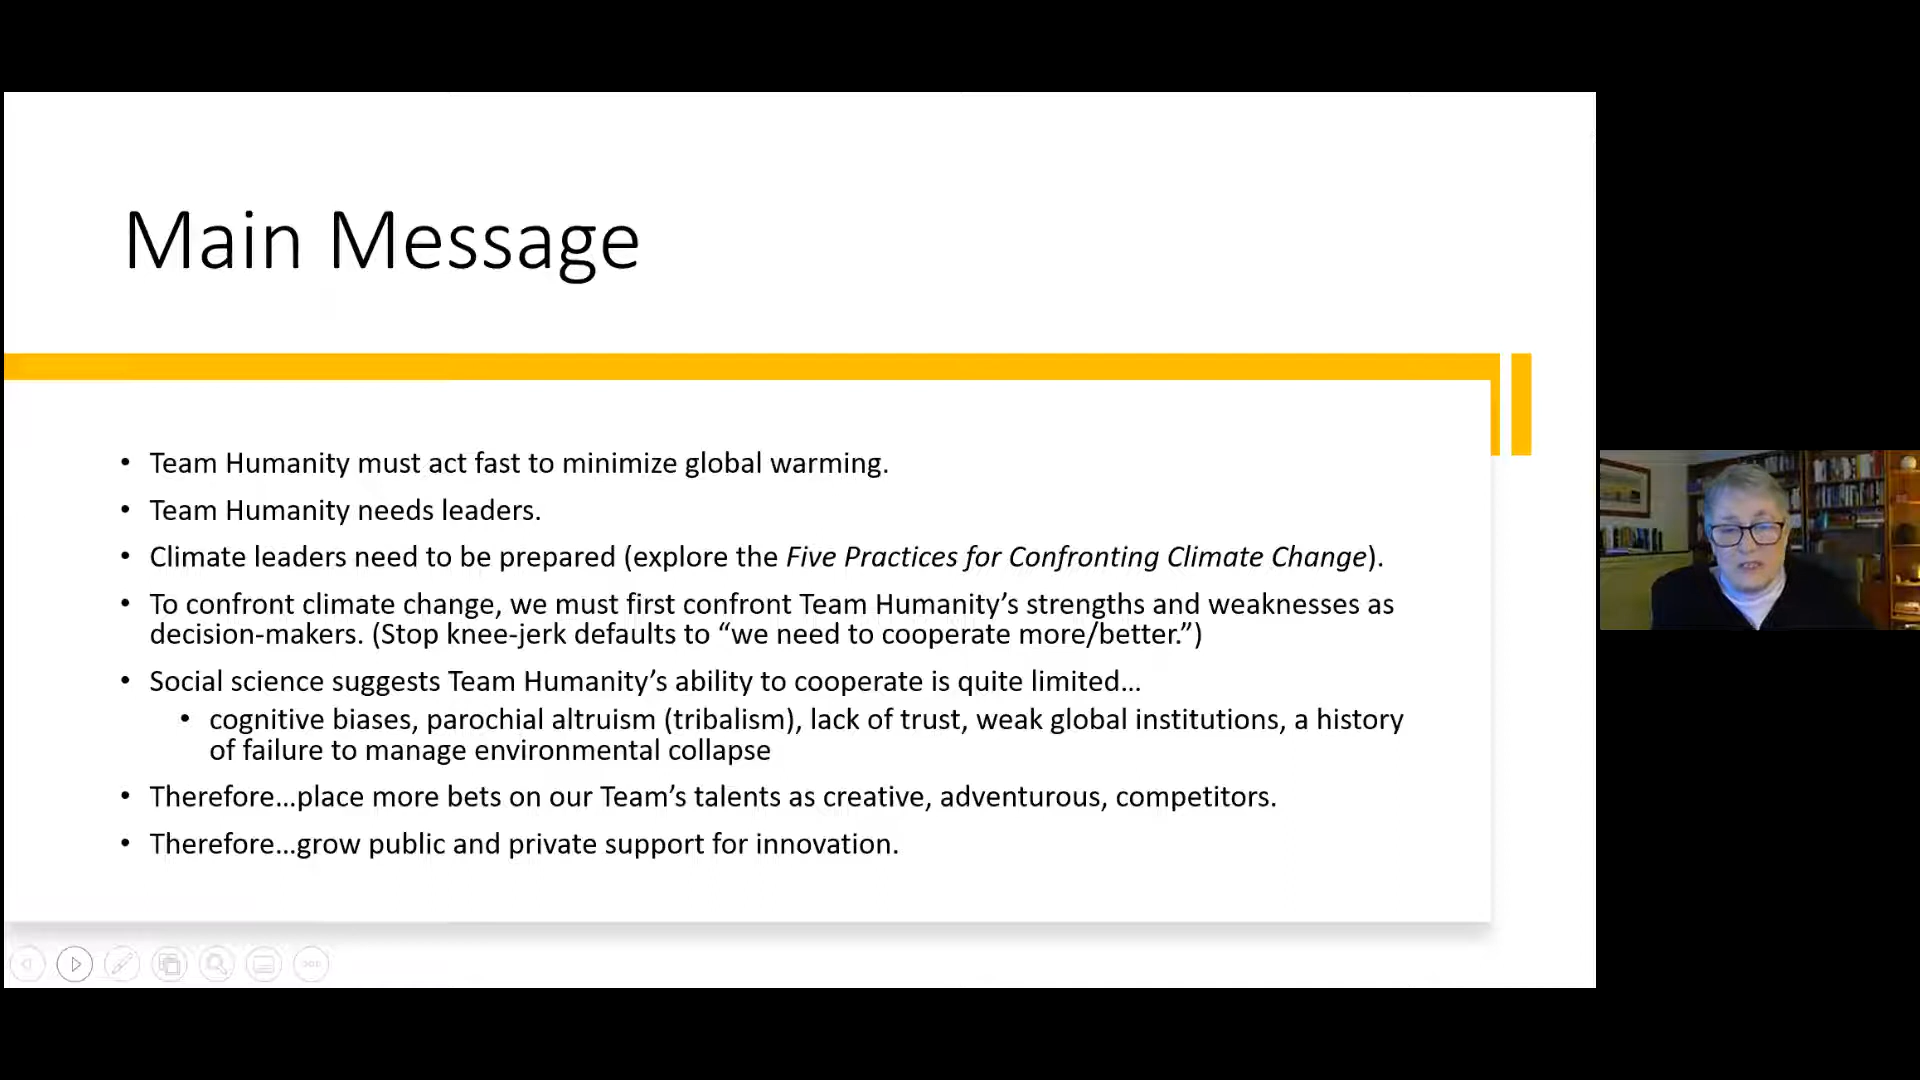 Main Message
• Team Humanity must act fast to minimize global warming.
• Team Humanity needs leaders.
• Climate leaders need to be prepared (explore the Five Practices for Confronting Climate Change).
• To confront climate change, we must first confront Team Humanity’s strengths and weaknesses as
decision-makers. (Stop knee-jerk defaults to “we need to cooperate more/better.”)
• Social science suggests Team Humanity’s ability to cooperate is quite limited…
• cognitive biases, parochial altruism (tribalism), lack of trust, weak global institutions, a history
of failure to manage environmental collapse
• Therefore…place more bets on our Team’s talents as creative, adventurous, competitors.
• Therefore…grow public and private support for innovation.